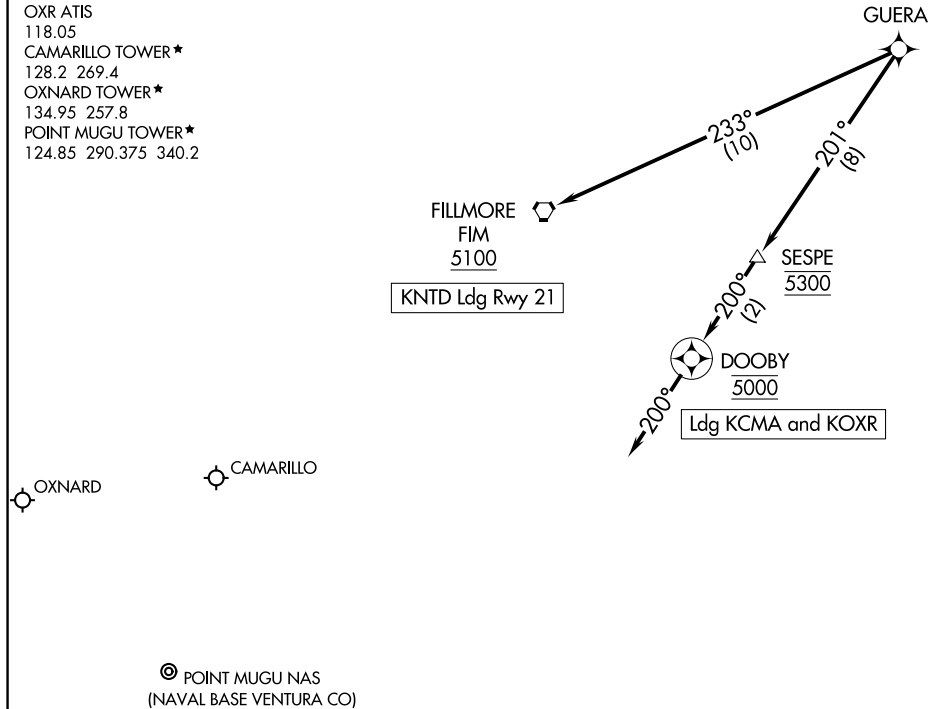 OXR ATIS
118.05
CAMARILLO TOWER★
128.2 269.4
OXNARD TOWER★
134.95 257.8
POINT MUGU TOWER★
124.85 290.375 340.2
GUERA
233°
(10)
201°
(8)
FILLMORE
FIM
5100
KNTD Ldg Rwy 21
SESPE
5300
200°
(2)
DOOBY
5000
Ldg KCMA and KOXR
200°
CAMARILLO
OXNARD
POINT MUGU NAS
(NAVAL BASE VENTURA CO)